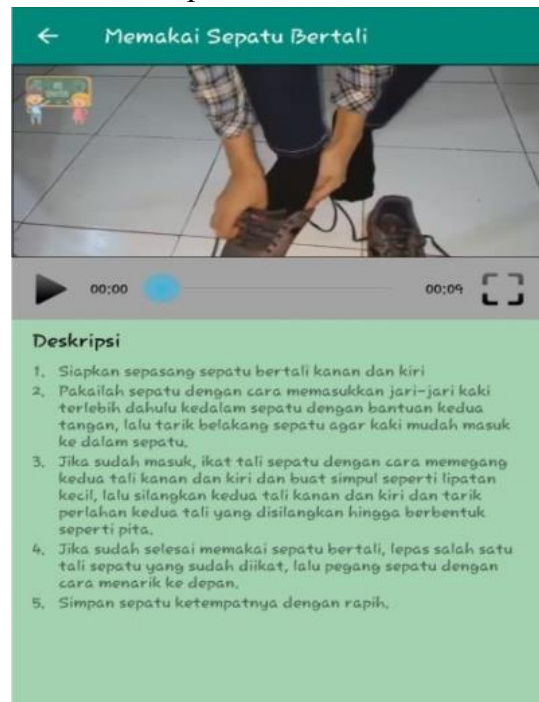 Memakai Sepatu Bertali
00:00
00:09
Deskripsi
1. Siapkan sepasang sepatu bertali kanan dan kiri
2. Pakailah sepatu dengan cara memasukkan jari-jari kaki
terlebih dahulu kedalam sepatu dengan bantuan kedua
tangan, lalu tarik belakang sepatu agar kaki mudah masuk
ke dalam sepatu.
3. Jika sudah masuk, ikat tali sepatu dengan cara memegang
kedua tali kanan dan kiri dan buat simpul seperti lipatan
kecil, lalu silangkan kedua tali kanan dan kiri dan tarik
perlahan kedua tali yang disilangkan hingga berbentuk
seperti pita.
4. Jika sudah selesai memakai sepatu bertali, lepas salah satu
tali sepatu yang sudah diikat, lalu pegang sepatu dengan
cara menarik ke depan.
5. Simpan sepatu ketempatnya dengan rapih.